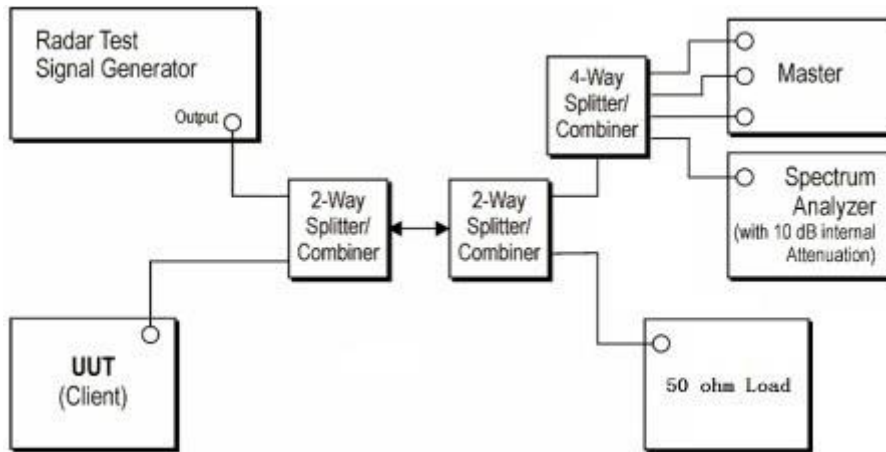 Radar Test
Signal Generator
Output
4-Way
Splitter/
Combiner
Master
2-Way
Splitter/
Combiner
2-Way
Splitter/
Combiner
Spectrum
Analyzer
(with 10 dB internal
Attenuation)
UUT
(Client)
50 ohm Load